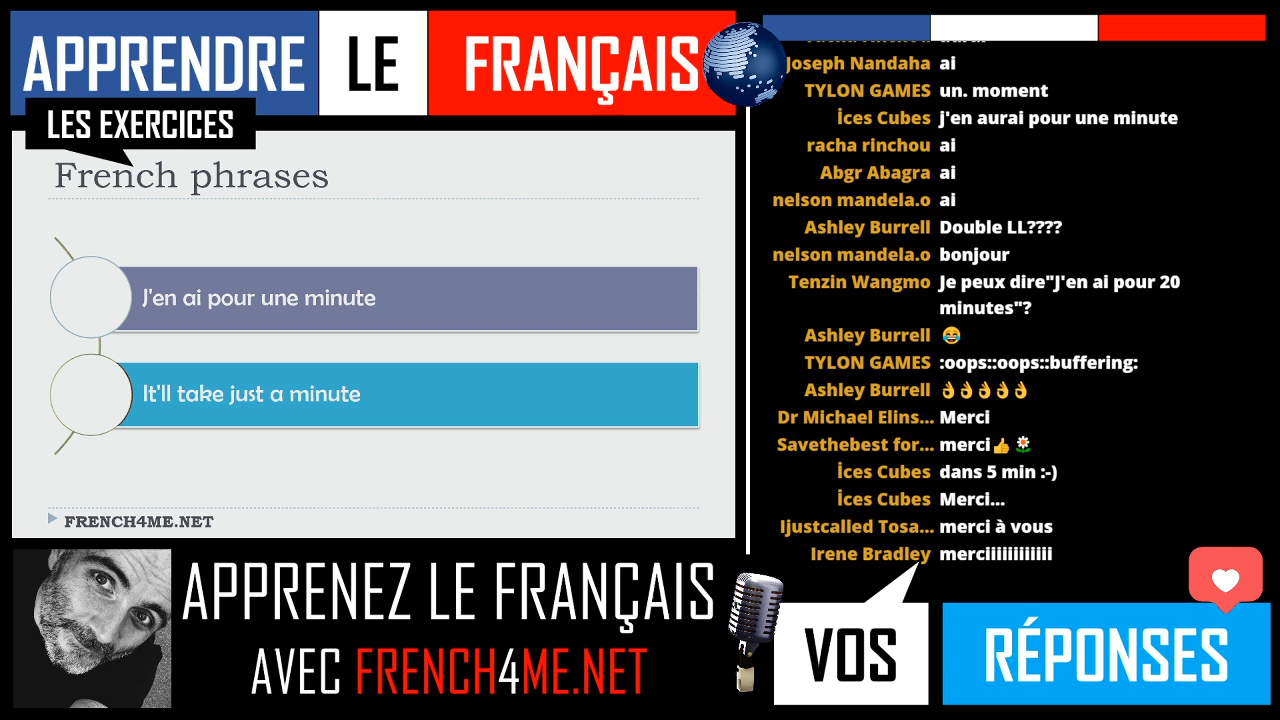 APPRENDRE LE FRANÇAIS
LES EXERCICES
French phrases
J'en ai pour une minute
It'll take just a minute
FRENCH4ME.NET
APPRENEZ LE FRANÇAIS
AVEC FRENCH4ME.NET
Joseph Nandaha ai
TYLON GAMES un. moment
İces Cubes j'en aurai pour une minute
racha rinchou ai
Abgr Abagra ai
nelson mandela.o ai
Ashley Burrell Double LL????
nelson mandela.o bonjour
Tenzin Wangmo Je peux dire"J'en ai pour 20
minutes"?
Ashley Burrell 😂
TYLON GAMES :oops::oops::buffering:
Ashley Burrell 👌👌👌👌👌
Dr Michael Elins... Merci
Savethebest for... merci👍🌼
İces Cubes dans 5 min :-)
İces Cubes Merci...
Ijustcalled Tosa... merci à vous
Irene Bradley merciiiiiiiiiiiii
VOS RÉPONSES